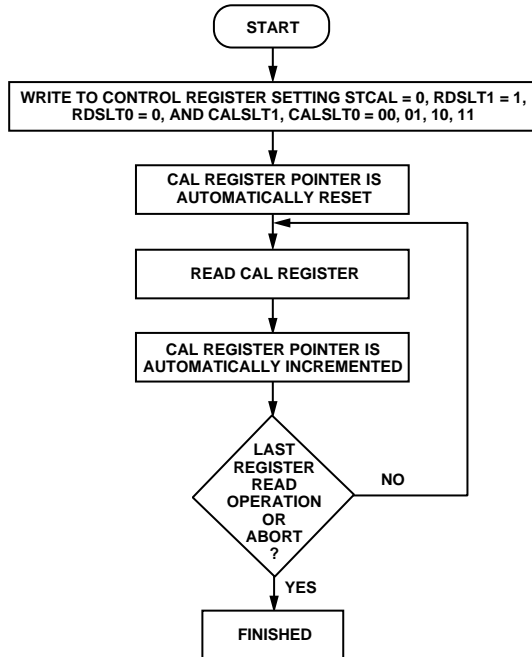 START
WRITE TO CONTROL REGISTER SETTING STCAL = 0, RDSLT1 = 1,
RDSLT0 = 0, AND CALSLT1, CALSLT0 = 00, 01, 10, 11
CAL REGISTER POINTER IS
AUTOMATICALLY RESET
READ CAL REGISTER
CAL REGISTER POINTER IS
AUTOMATICALLY INCREMENTED
LAST
REGISTER
READ
OPERATION
OR
ABORT
?
NO
YES
FINISHED